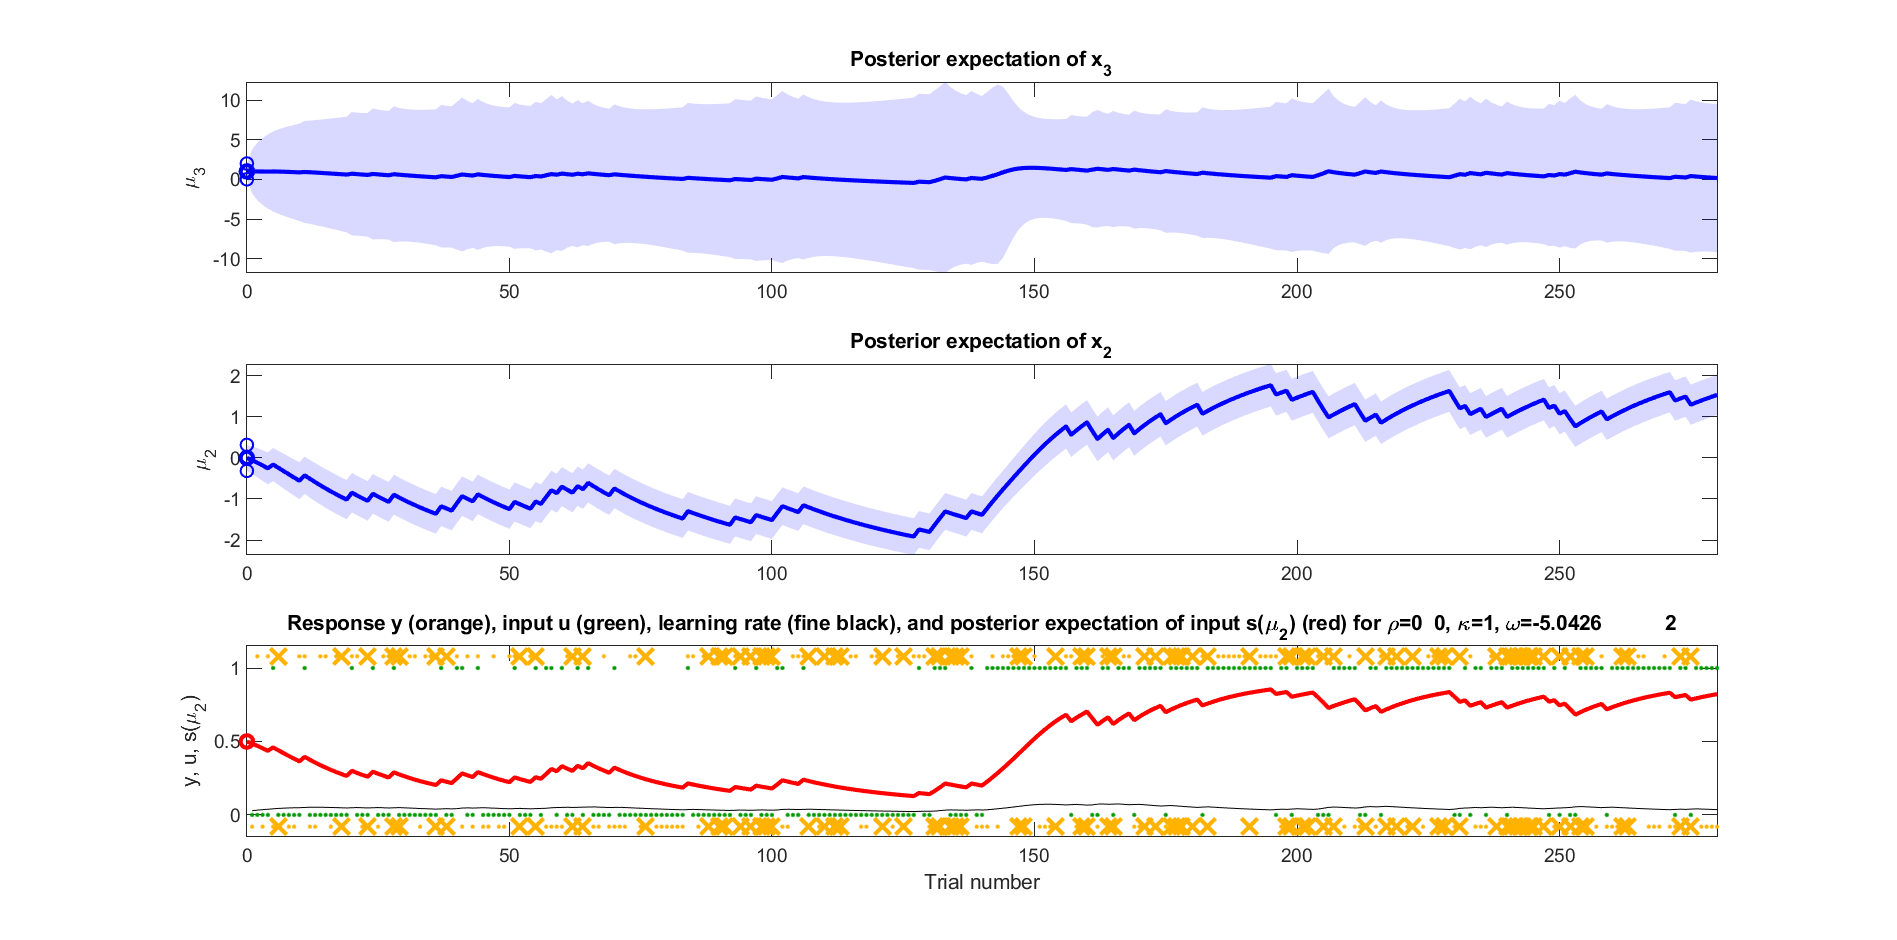 Posterior expectation of x3
10
5
0
-5
-10
μ3
0 50 100 150 200 250
Posterior expectation of x2
2
1
0
-1
-2
μ2
0 50 100 150 200 250
Response y (orange), input u (green), learning rate (fine black), and posterior expectation of input s(μ2) (red) for ρ=0 0, κ=1, ω=-5.0426 2
1
0.5
0
y, u, s(μ2)
0 50 100 150 200 250
Trial number